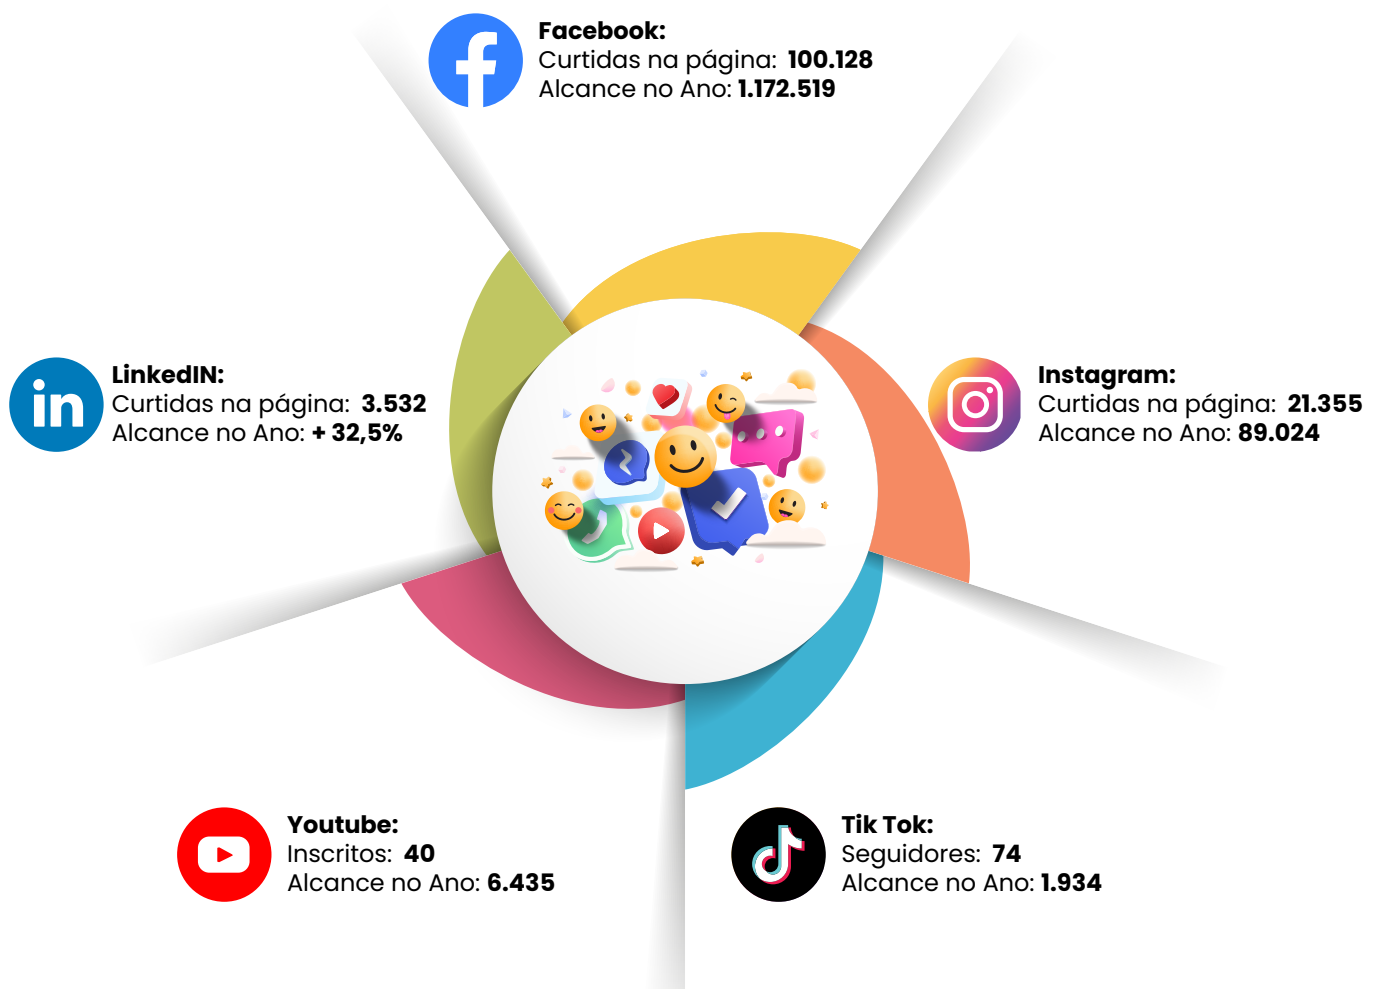 Facebook:
Curtidas na página: 100.128
Alcance no Ano: 1.172.519
LinkedIN:
Curtidas na página: 3.532
Alcance no Ano: + 32,5%
Instagram:
Curtidas na página: 21.355
Alcance no Ano: 89.024
Youtube:
Inscritos: 40
Alcance no Ano: 6.435
Tik Tok:
Seguidores: 74
Alcance no Ano: 1.934